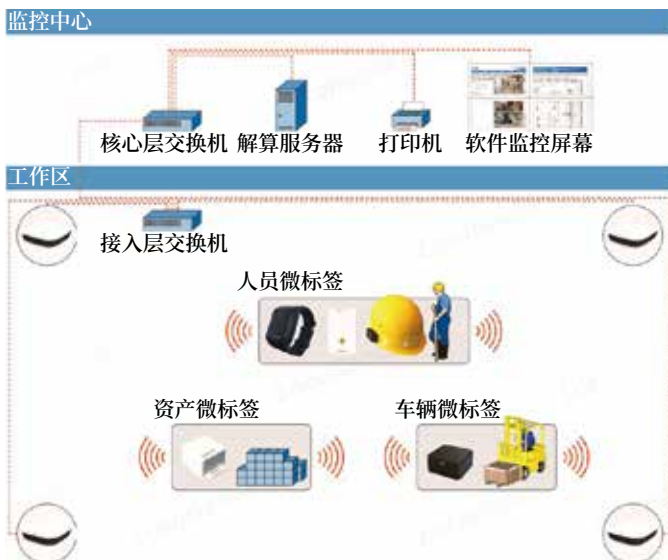 监控中心
核心层交换机 解算服务器 打印机 软件监控屏幕
工作区
接入层交换机
人员微标签
资产微标签 车辆微标签